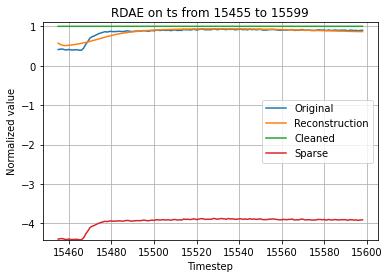 RDAE on ts from 15455 to 15599
1
0
−1
−2
−3
−4
Normalized value
Original
Reconstruction
Cleaned
Sparse
15460 15480 15500 15520 15540 15560 15580 15600
Timestep